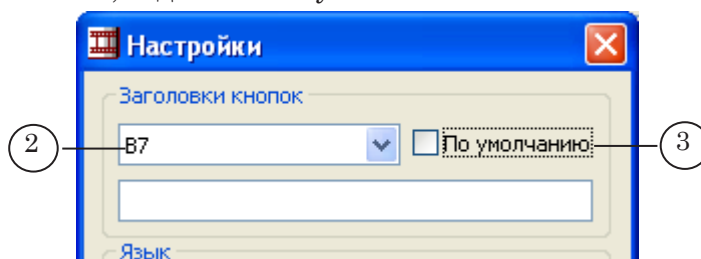 Настройки
Заголовки кнопок
2
B7
По умолчанию
3
Язык